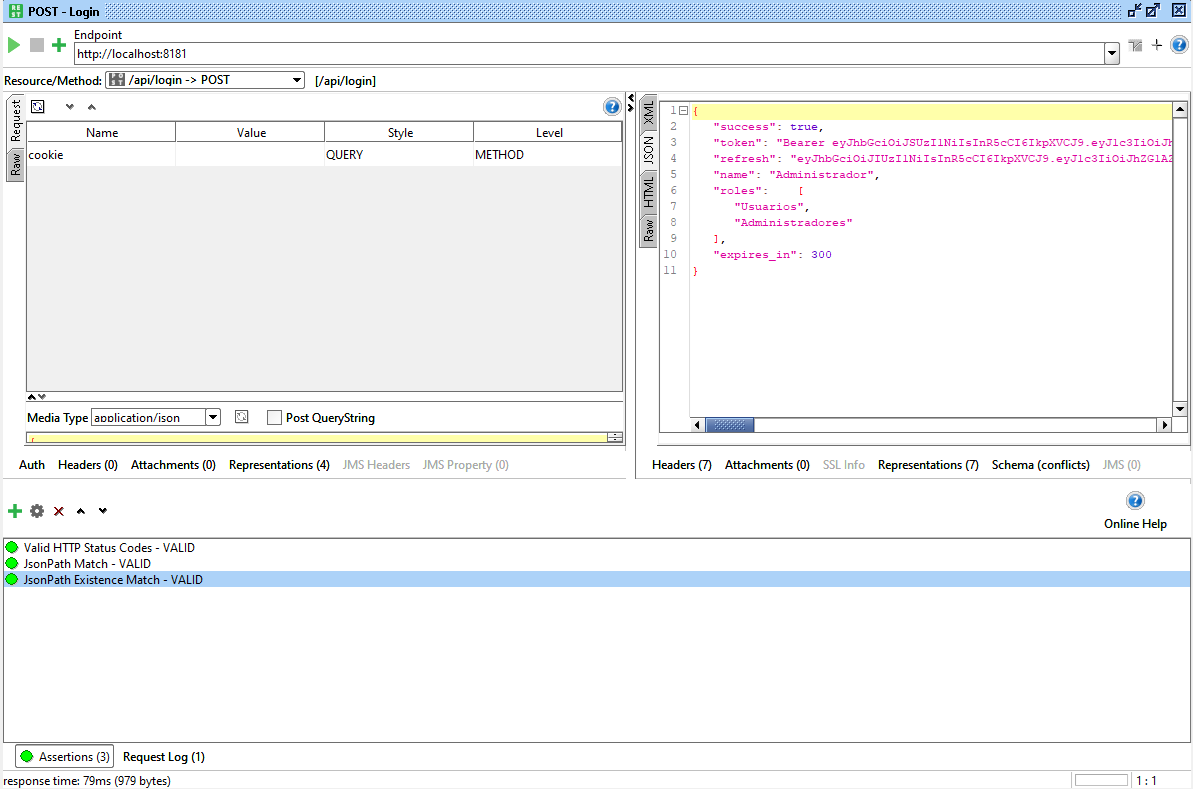 POST - Login
Endpoint
http://localhost:8181
Resource/Method: /api/login -> POST [/api/login]
Request
Raw
Name Value Style Level
cookie QUERY METHOD
Media Type application/json Post QueryString
Auth Headers (0) Attachments (0) Representations (4) JMS Headers JMS Property (0)
XML
JSON
HTML
Raw
1 {
2 "success": true,
3 "token": "Bearer
4 "refresh":
5 "name": "Administrador",
6 "roles": [
7 "Usuarios",
8 "Administradores"
9 ],
10 "expires_in": 300
11 }
Headers (7) Attachments (0) SSL Info Representations (7) Schema (conflicts) JMS (0)
Online Help
Valid HTTP Status Codes - VALID
JsonPath Match - VALID
JsonPath Existence Match - VALID
Assertions (3) Request Log (1)
response time: 79ms (979 bytes) 1 : 1